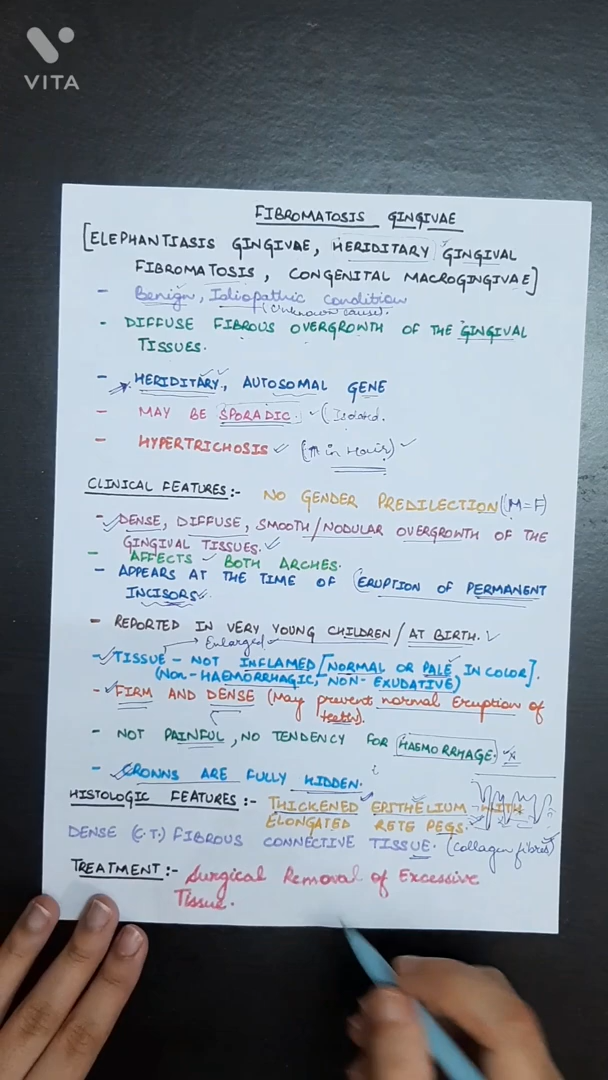 VITA
FIBROMATOSIS GINGIVAE
[ELEPHANTIASIS GINGIVAE, HERIDITARY GINGIVAL
FIBROMATOSIS, CONGENITAL MACROGINGIVAE]
- Benign, Idiopathic condition
(Unknown cause).
- DIFFUSE FIBROUS OVERGROWTH OF THE GINGIVAL
TISSUES.
- HERIDITARY, AUTOSOMAL GENE
- MAY BE SPORADIC. (Isolated.
- HYPERTRICHOSIS (↑ in Hair)
CLINICAL FEATURES:- NO GENDER PREDILECTION (M=F)
- DENSE, DIFFUSE, SMOOTH/NODULAR OVERGROWTH OF THE
GINGIVAL TISSUES.
- AFFECTS BOTH ARCHES.
- APPEARS AT THE TIME OF (ERUPTION OF PERMANENT
INCISORS
- REPORTED IN VERY YOUNG CHILDREN/AT BIRTH.
Enlarged
- TISSUE - NOT INFLAMED [NORMAL OR PALE IN COLOR].
(NON-HAEMORRHAGIC, NON-EXUDATIVE)
- FIRM AND DENSE (May prevent normal Eruption of
teeth).
- NOT PAINFUL, NO TENDENCY FOR HAEMORRHAGE.
- CRONNS ARE FULLY HIDDEN.
HISTOLOGIC FEATURES:- THICKENED EPITHELIUM WITH
ELONGATED RETE PEGS.
DENSE (C.T.) FIBROUS CONNECTIVE TISSUE. (collagen fibres)
TREATMENT:- Surgical Removal of Excessive
Tissue.